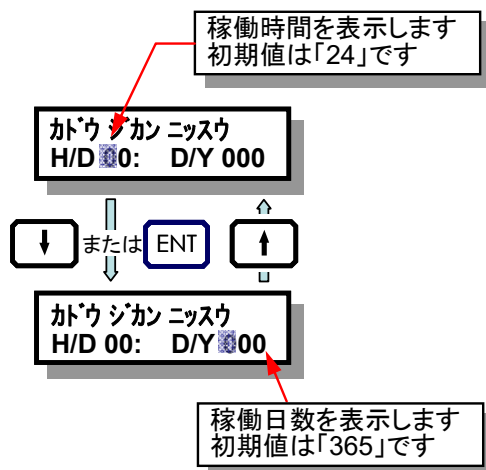 稼働時間を表示します
初期値は「24」です
ｶﾄﾞｳ ｼﾞｶﾝ ﾆｯｽｳ
H/D 00: D/Y 000
↓ または ENT ↑
ｶﾄﾞｳ ｼﾞｶﾝ ﾆｯｽｳ
H/D 00: D/Y 000
稼働日数を表示します
初期値は「365」です